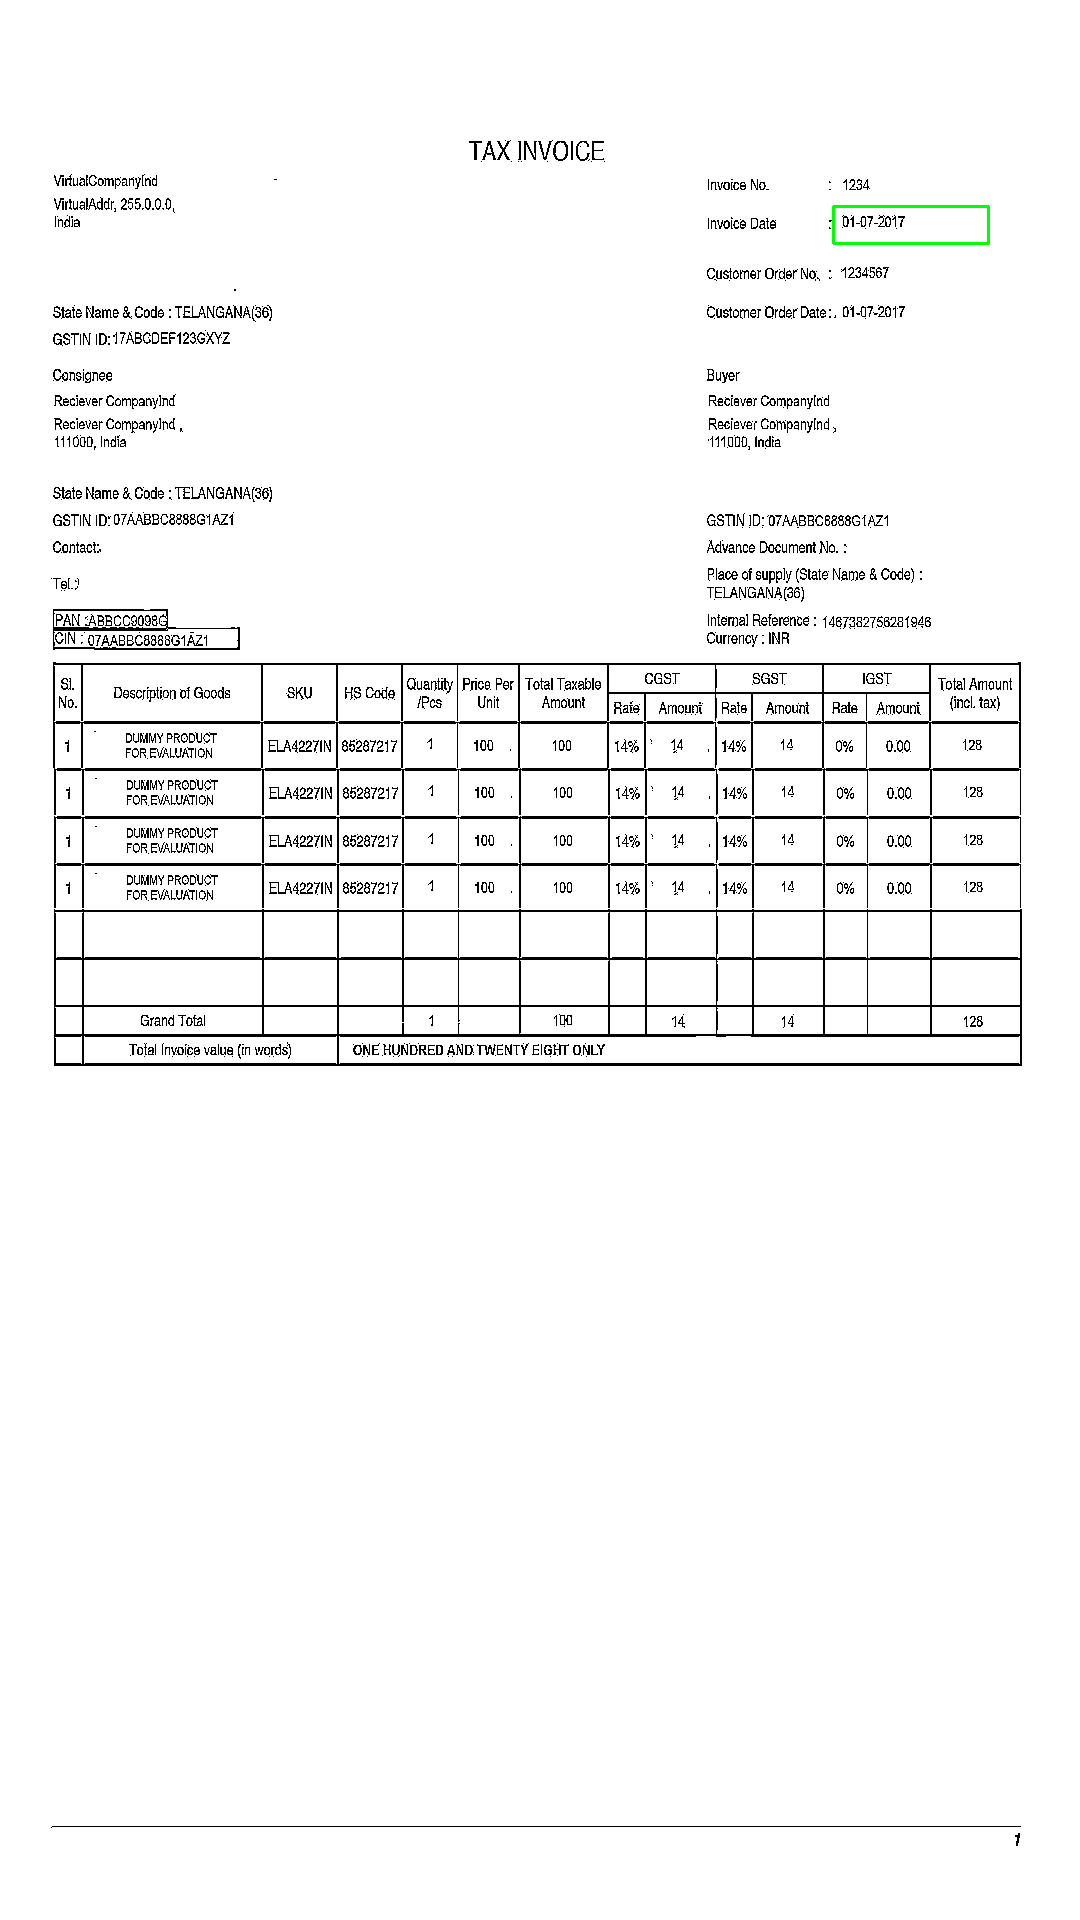 TAX INVOICE
VirtualCompanyInd
VirtualAddr, 255.0.0.0,
India
Invoice No. : 1234
Invoice Date : 01-07-2017
Customer Order No. : 1234567
State Name & Code : TELANGANA(36)
Customer Order Date: 01-07-2017
GSTIN ID: 17ABCDEF123GXYZ
Consignee
Reciever CompanyInd
Reciever CompanyInd ,
111000, India
Buyer
Reciever CompanyInd
Reciever CompanyInd ,
111000, India
State Name & Code : TELANGANA(36)
GSTIN ID: 07AABBC8888G1AZ1
Contact:
Tel.:
PAN :ABBCC9098G
CIN : 07AABBC8888G1AZ1
GSTIN ID: 07AABBC8888G1AZ1
Advance Document No. :
Place of supply (State Name & Code) :
TELANGANA(36)
Internal Reference : 1467382756281946
Currency : INR
Sl. No. Description of Goods SKU HS Code Quantity /Pcs Price Per Unit Total Taxable Amount CGST SGST IGST Total Amount (incl. tax)
Rate Amount Rate Amount Rate Amount
1 DUMMY PRODUCT FOR EVALUATION ELA4227IN 85287217 1 100 100 14% 14 14% 14 0% 0.00 128
1 DUMMY PRODUCT FOR EVALUATION ELA4227IN 85287217 1 100 100 14% 14 14% 14 0% 0.00 128
1 DUMMY PRODUCT FOR EVALUATION ELA4227IN 85287217 1 100 100 14% 14 14% 14 0% 0.00 128
1 DUMMY PRODUCT FOR EVALUATION ELA4227IN 85287217 1 100 100 14% 14 14% 14 0% 0.00 128
Grand Total 1 100 14 14 128
Total Invoice value (in words) ONE HUNDRED AND TWENTY EIGHT ONLY
1